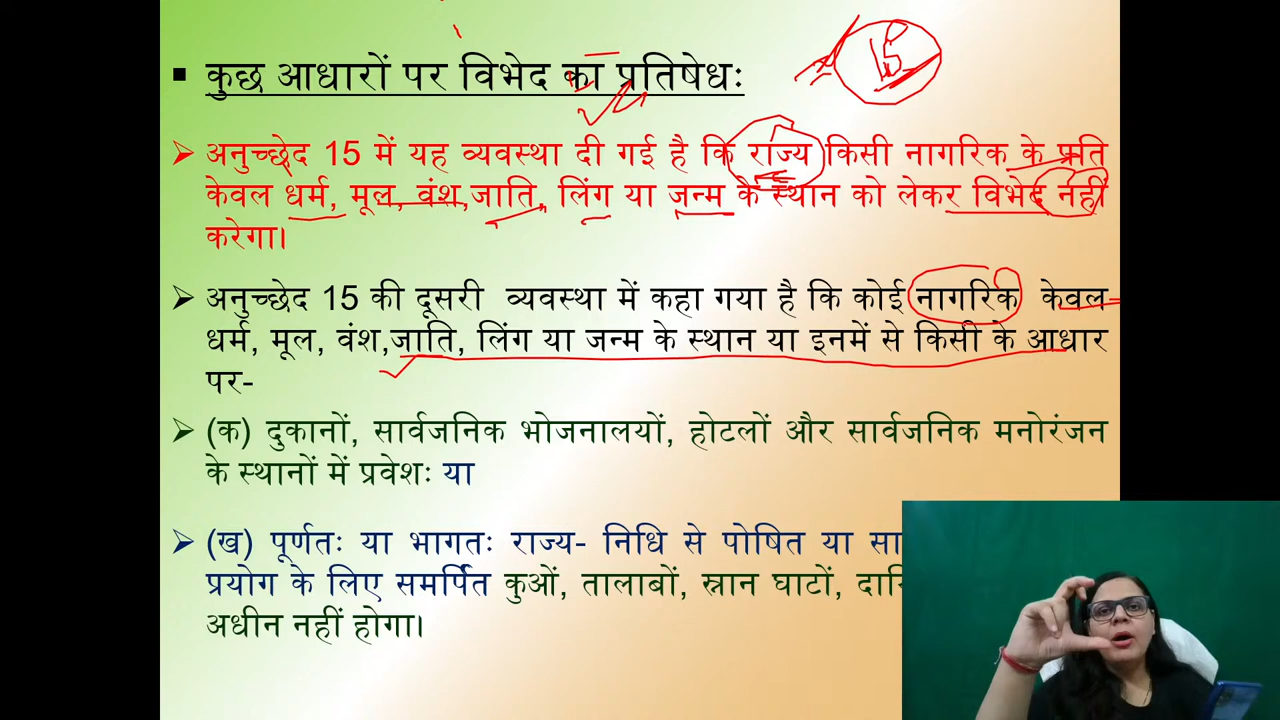 कुछ आधारों पर विभेद का प्रतिषेधः
15
अनुच्छेद 15 में यह व्यवस्था दी गई है कि राज्य किसी नागरिक के प्रति
केवल धर्म, मूल, वंश,जाति, लिंग या जन्म के स्थान को लेकर विभेद नहीं
करेगा।
अनुच्छेद 15 की दूसरी व्यवस्था में कहा गया है कि कोई नागरिक केवल
धर्म, मूल, वंश,जाति, लिंग या जन्म के स्थान या इनमें से किसी के आधार
पर-
(क) दुकानों, सार्वजनिक भोजनालयों, होटलों और सार्वजनिक मनोरंजन
के स्थानों में प्रवेशः या
(ख) पूर्णतः या भागतः राज्य- निधि से पोषित या
प्रयोग के लिए समर्पित कुओं, तालाबों, स्नान घाटों,
अधीन नहीं होगा।